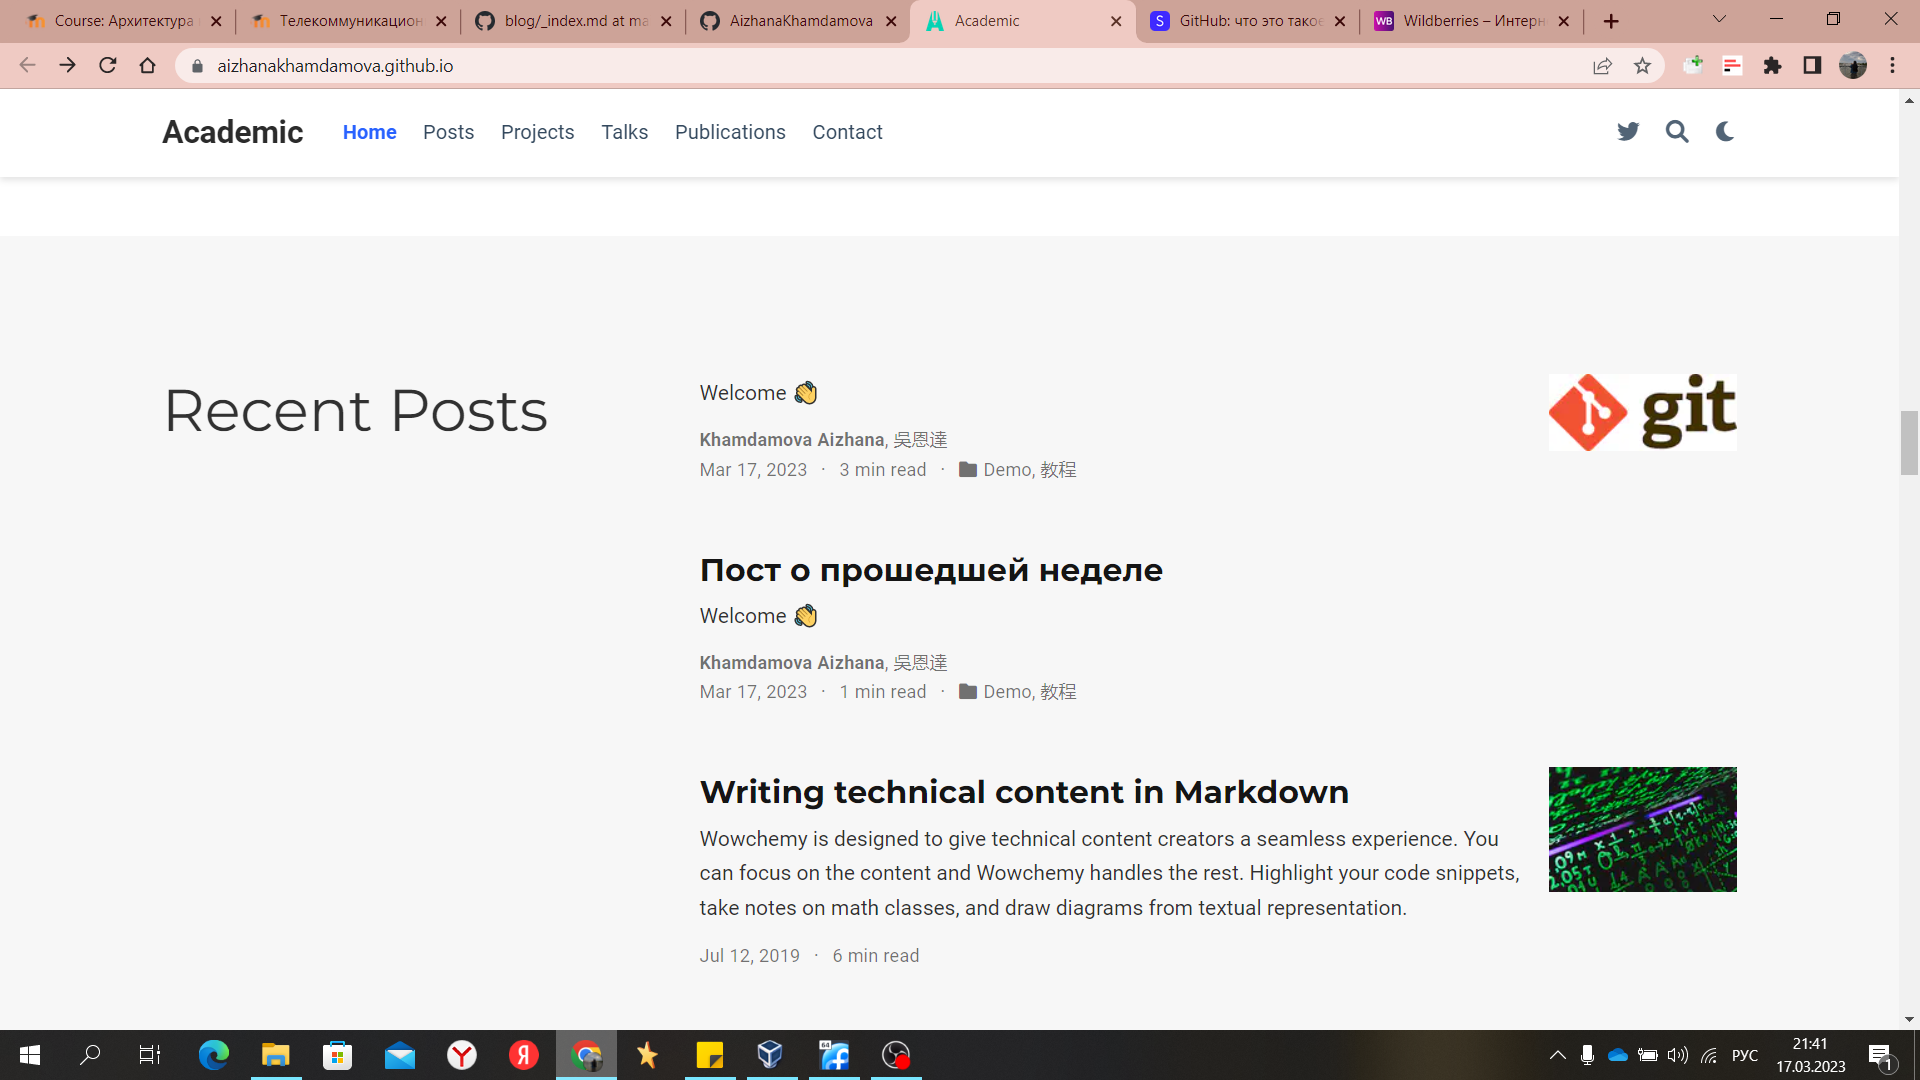 Course: Архитектура
Телекоммуникацион
blog/_index.md at ma
AizhanaKhamdamova
Academic
GitHub: что это такое
Wildberries – Интерн
aizhanakhamdamova.github.io
Academic
Home
Posts
Projects
Talks
Publications
Contact
Recent Posts
Welcome 👏
Khamdamova Aizhana, 吳恩達
Mar 17, 2023 · 3 min read · Demo, 教程
git
Пост о прошедшей неделе
Welcome 👏
Khamdamova Aizhana, 吳恩達
Mar 17, 2023 · 1 min read · Demo, 教程
Writing technical content in Markdown
Wowchemy is designed to give technical content creators a seamless experience. You
can focus on the content and Wowchemy handles the rest. Highlight your code snippets,
take notes on math classes, and draw diagrams from textual representation.
Jul 12, 2019 · 6 min read
РУС
21:41
17.03.2023
1